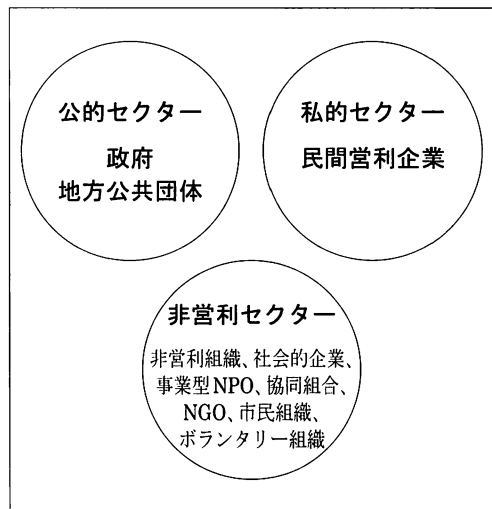 公的セクター
政府
地方公共団体
私的セクター
民間営利企業
非営利セクター
非営利組織、社会的企業、
事業型NPO、協同組合、
NGO、市民組織、
ボランタリー組織